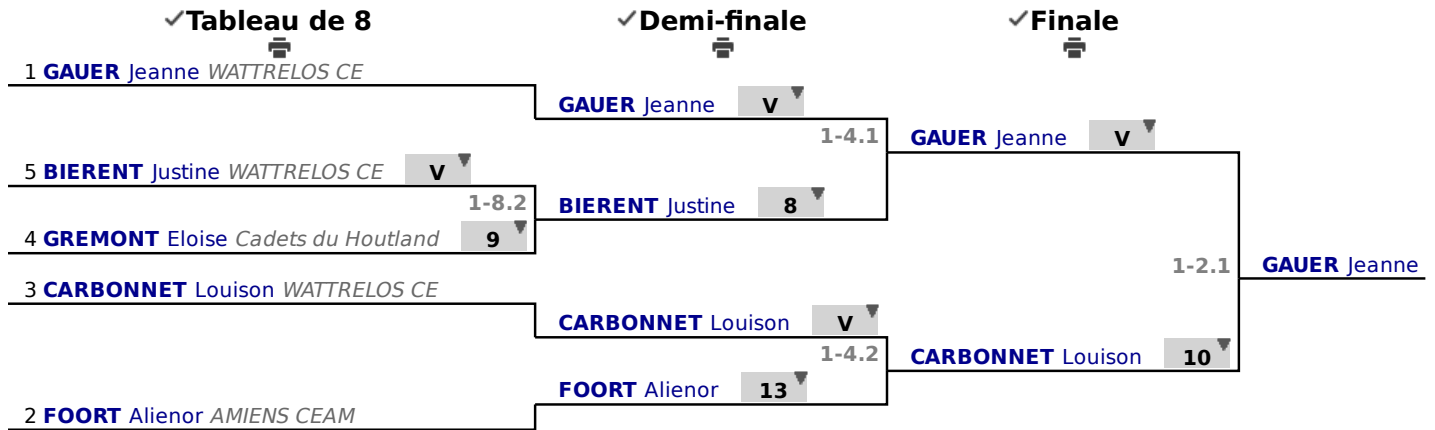 Tableau de 8
Demi-finale
Finale
1 GAUER Jeanne WATTRELOS CE
GAUER Jeanne V
1-4.1
GAUER Jeanne V
5 BIERENT Justine WATTRELOS CE V
1-8.2
BIERENT Justine 8
4 GREMONT Eloise Cadets du Houtland 9
1-2.1
GAUER Jeanne
3 CARBONNET Louison WATTRELOS CE
CARBONNET Louison V
1-4.2
CARBONNET Louison 10
FOORT Alienor 13
2 FOORT Alienor AMIENS CEAM